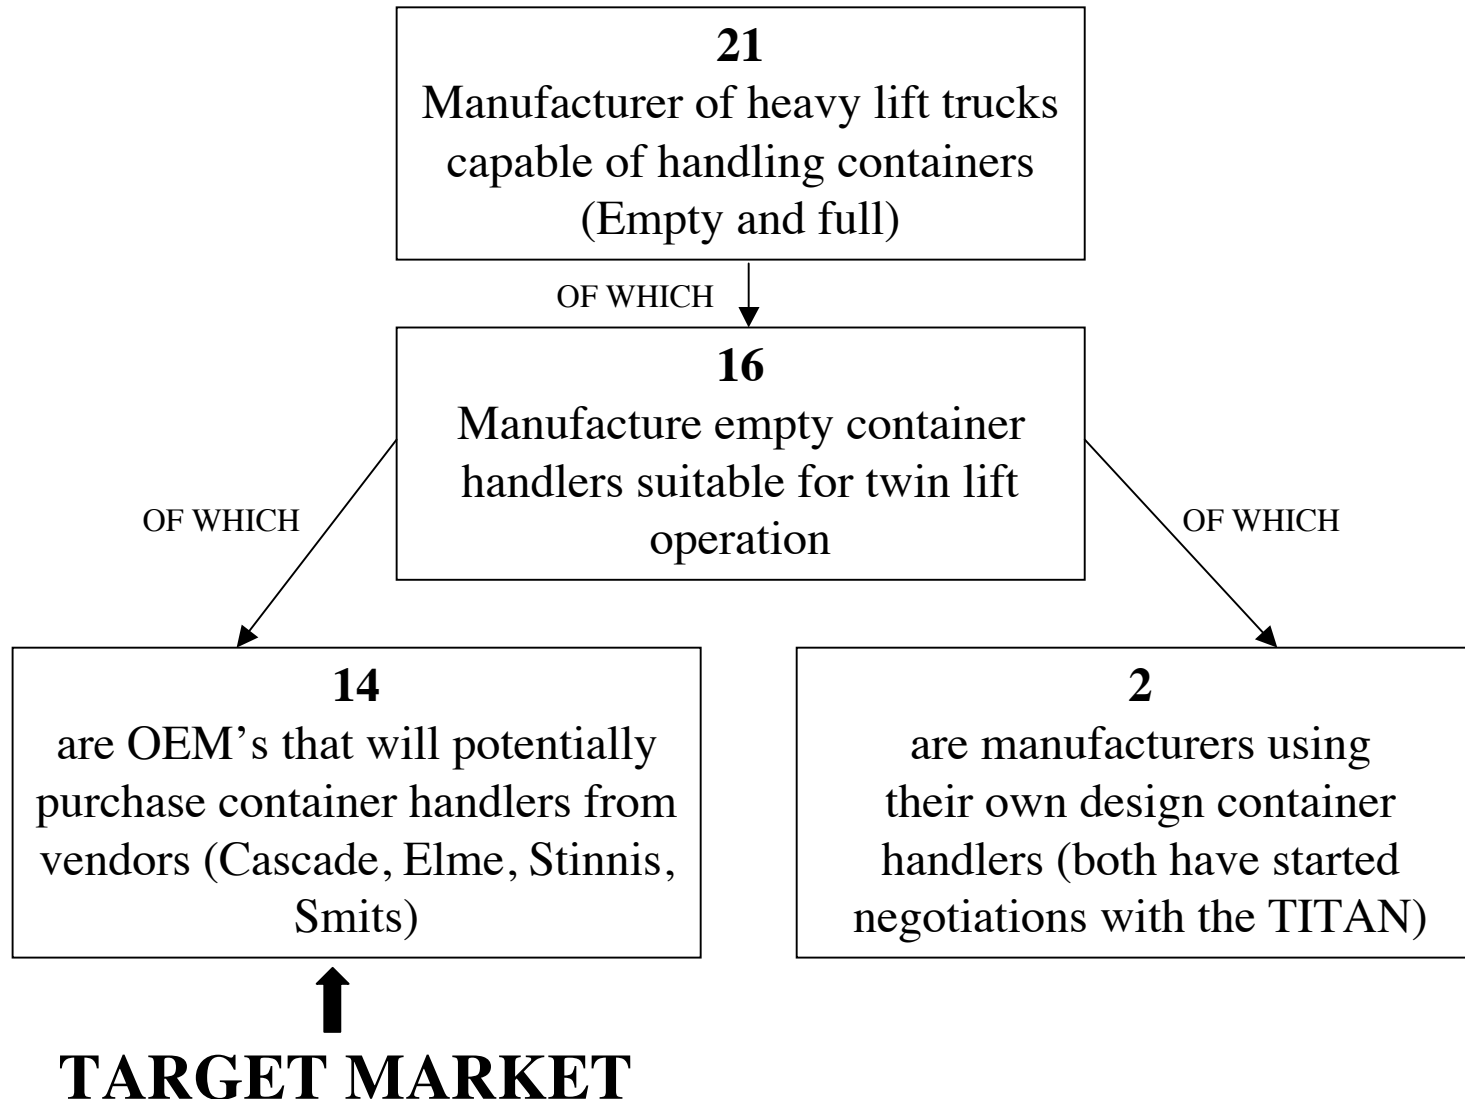 21
Manufacturer of heavy lift trucks
capable of handling containers
(Empty and full)
OF WHICH
16
Manufacture empty container
handlers suitable for twin lift
operation
OF WHICH
OF WHICH
14
are OEM’s that will potentially
purchase container handlers from
vendors (Cascade, Elme, Stinnis,
Smits)
2
are manufacturers using
their own design container
handlers (both have started
negotiations with the TITAN)
TARGET MARKET